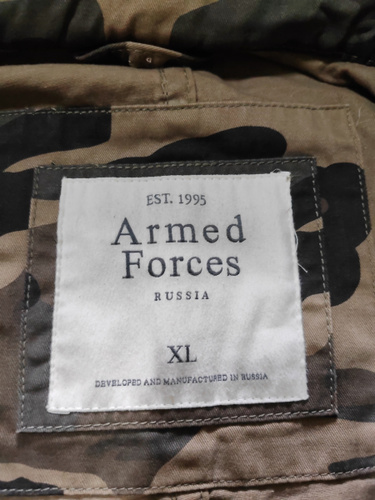 EST. 1995
Armed
Forces
RUSSIA
XL
DEVELOPED AND MANUFACTURED IN RUSSIA